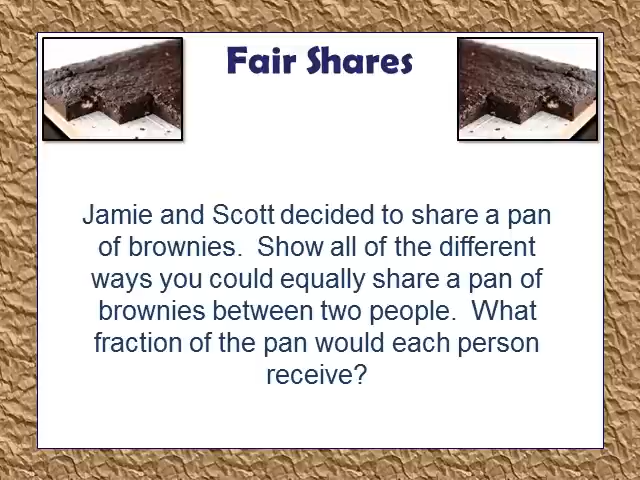 Fair Shares
Jamie and Scott decided to share a pan
of brownies.  Show all of the different
ways you could equally share a pan of
brownies between two people.  What
fraction of the pan would each person
receive?